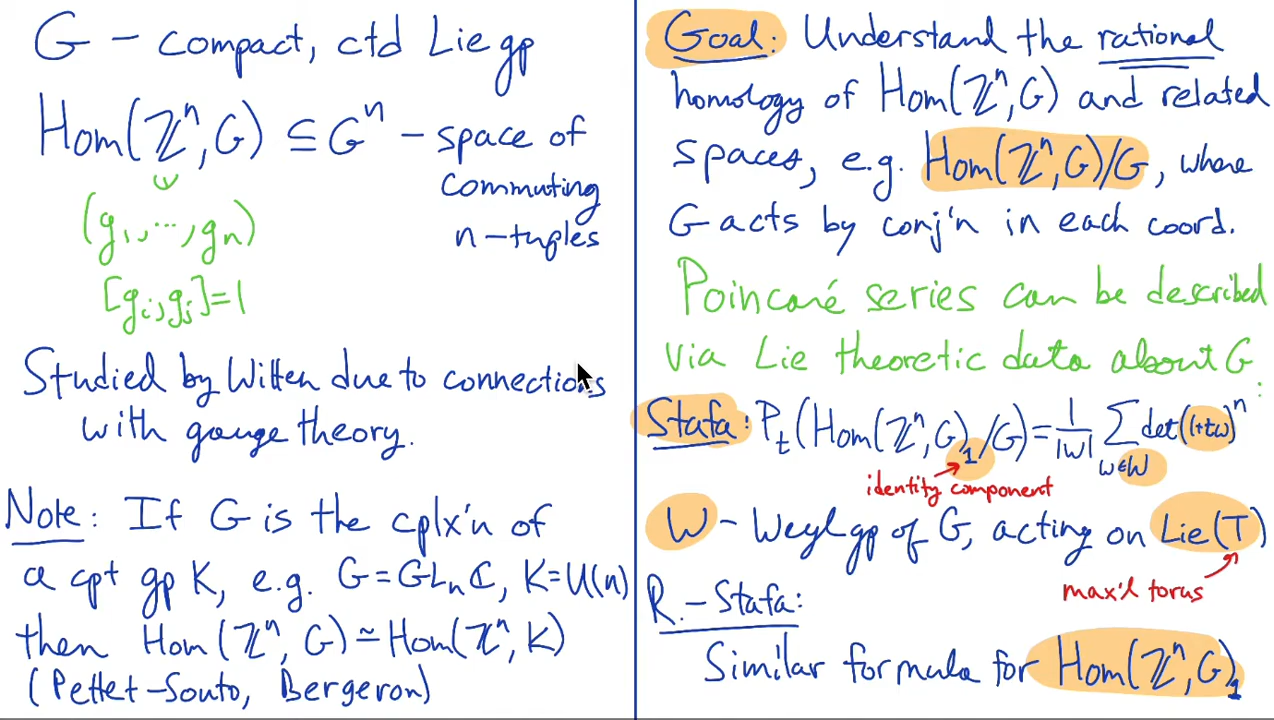 G – compact, ctd Lie gp
Hom(ℤⁿ, G) ⊆ Gⁿ – space of
commuting
n-tuples
(g₁, ..., gₙ)
[gᵢ, gⱼ] = 1
Studied by Witten due to connections
with gauge theory.
Note: If G is the cplx'n of
a cpt gp K, e.g. G = GLₙℂ, K = U(n)
then Hom(ℤⁿ, G) ≃ Hom(ℤⁿ, K)
(Pettet–Souto, Bergeron)
Goal: Understand the rational
homology of Hom(ℤⁿ, G) and related
spaces, e.g. Hom(ℤⁿ, G)/G, where
G acts by conj'n in each coord.
Poincaré series can be described
via Lie theoretic data about G:
Stafa: Pₜ(Hom(ℤⁿ, G)₁/G) = 1/|W| ∑_{w∈W} det(1+tw)ⁿ
identity component
W – Weyl gp of G, acting on Lie(T)
max'l torus
R. – Stafa:
Similar formula for Hom(ℤⁿ, G)₁